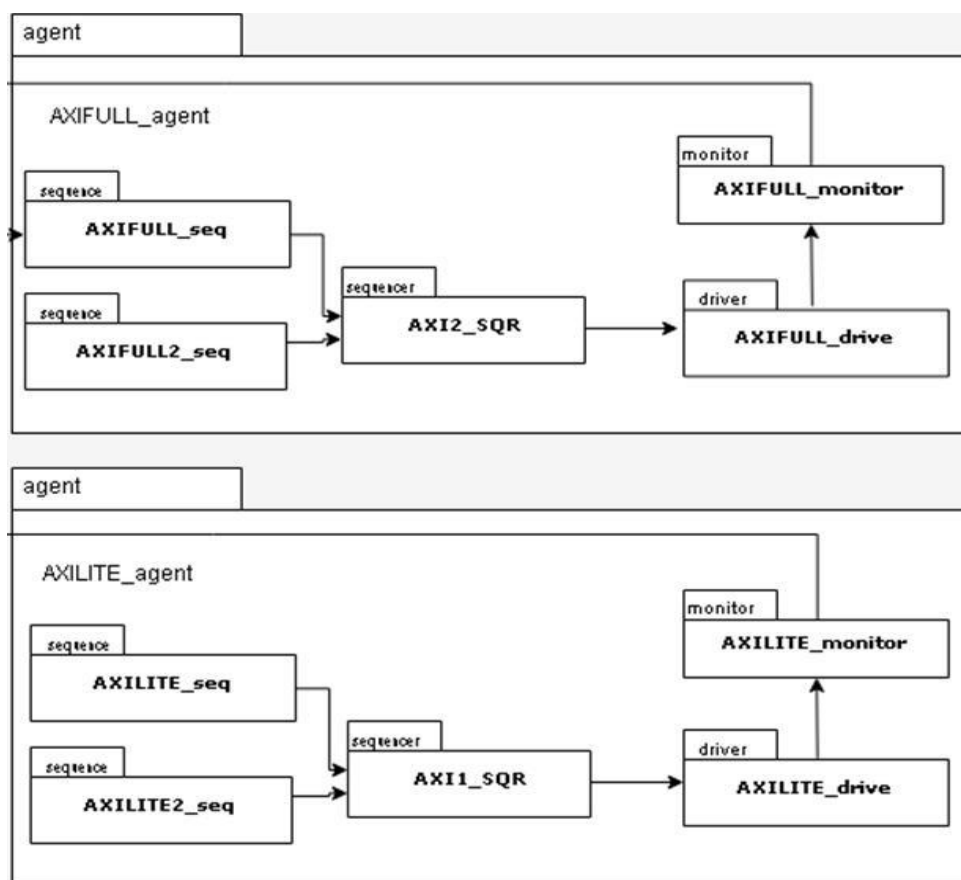 agent
AXIFULL_agent
monitor
AXIFULL_monitor
sequence
AXIFULL_seq
sequencer
AXI2_SQR
driver
AXIFULL_drive
sequence
AXIFULL2_seq
agent
AXILITE_agent
monitor
AXILITE_monitor
sequence
AXILITE_seq
sequencer
AXI1_SQR
driver
AXILITE_drive
sequence
AXILITE2_seq